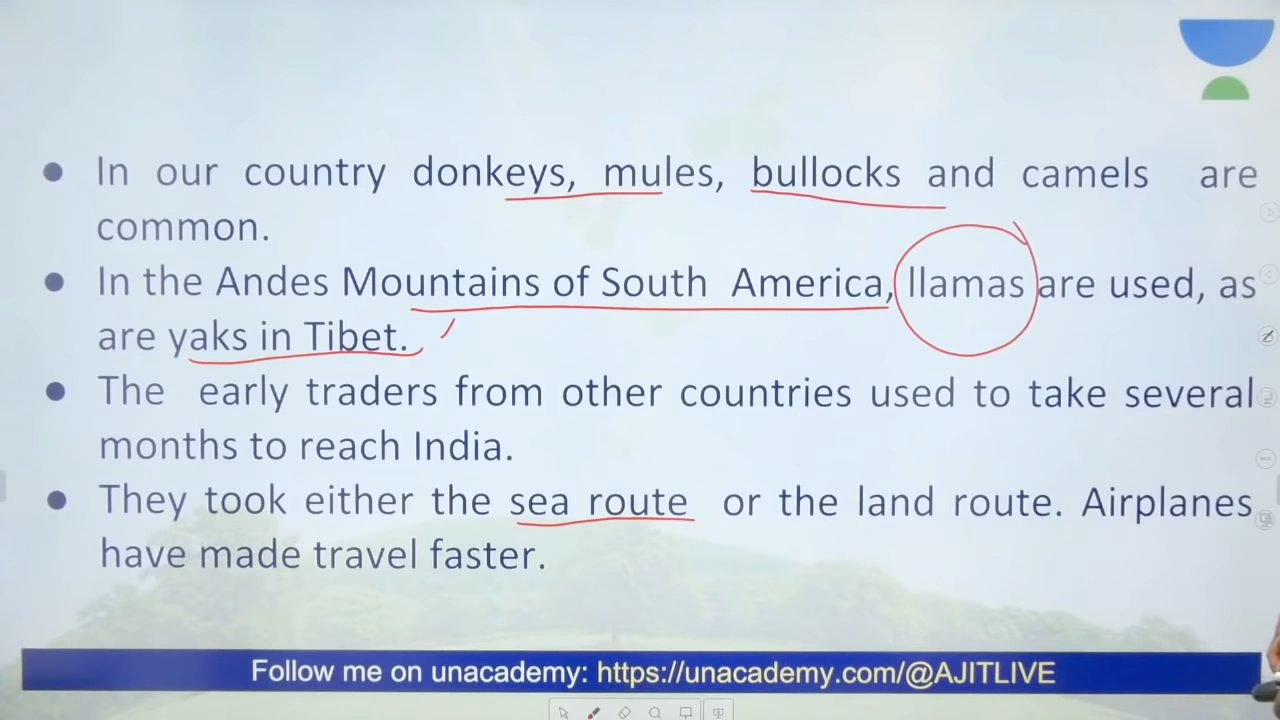 In our country donkeys, mules, bullocks and camels are
common.
In the Andes Mountains of South America, llamas are used, as
are yaks in Tibet.
The early traders from other countries used to take several
months to reach India.
They took either the sea route or the land route. Airplanes
have made travel faster.
Follow me on unacademy: https://unacademy.com/@AJITLIVE